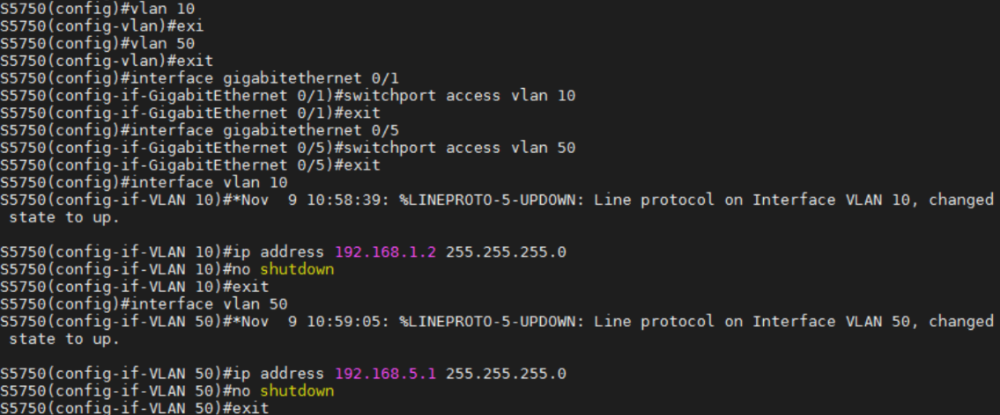 S5750(config)#vlan 10
S5750(config-vlan)#exi
S5750(config)#vlan 50
S5750(config-vlan)#exit
S5750(config)#interface gigabitethernet 0/1
S5750(config-if-GigabitEthernet 0/1)#switchport access vlan 10
S5750(config-if-GigabitEthernet 0/1)#exit
S5750(config)#interface gigabitethernet 0/5
S5750(config-if-GigabitEthernet 0/5)#switchport access vlan 50
S5750(config-if-GigabitEthernet 0/5)#exit
S5750(config)#interface vlan 10
S5750(config-if-VLAN 10)#*Nov  9 10:58:39: %LINEPROTO-5-UPDOWN: Line protocol on Interface VLAN 10, changed
 state to up.

S5750(config-if-VLAN 10)#ip address 192.168.1.2 255.255.255.0
S5750(config-if-VLAN 10)#no shutdown
S5750(config-if-VLAN 10)#exit
S5750(config)#interface vlan 50
S5750(config-if-VLAN 50)#*Nov  9 10:59:05: %LINEPROTO-5-UPDOWN: Line protocol on Interface VLAN 50, changed
 state to up.

S5750(config-if-VLAN 50)#ip address 192.168.5.1 255.255.255.0
S5750(config-if-VLAN 50)#no shutdown
S5750(config-if-VLAN 50)#exit